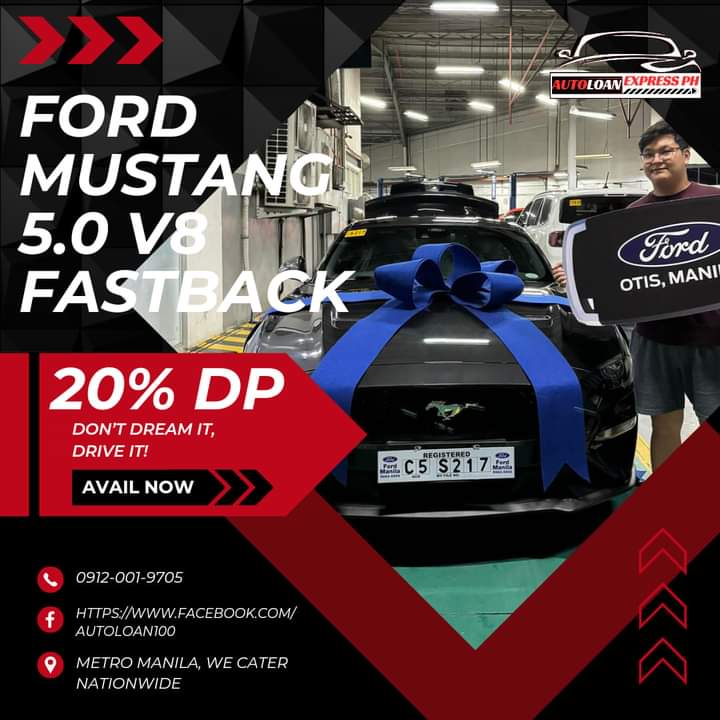 AUTOLOAN EXPRESS PH
FORD
MUSTANG
5.0 V8
FASTBACK
Ford
OTIS, MANI
20% DP
DON'T DREAM IT,
DRIVE IT!
AVAIL NOW
REGISTERED
Ford
Manila
C5 S217
Ford
Manila
0912-001-9705
HTTPS://WWW.FACEBOOK.COM/
AUTOLOAN100
METRO MANILA, WE CATER
NATIONWIDE